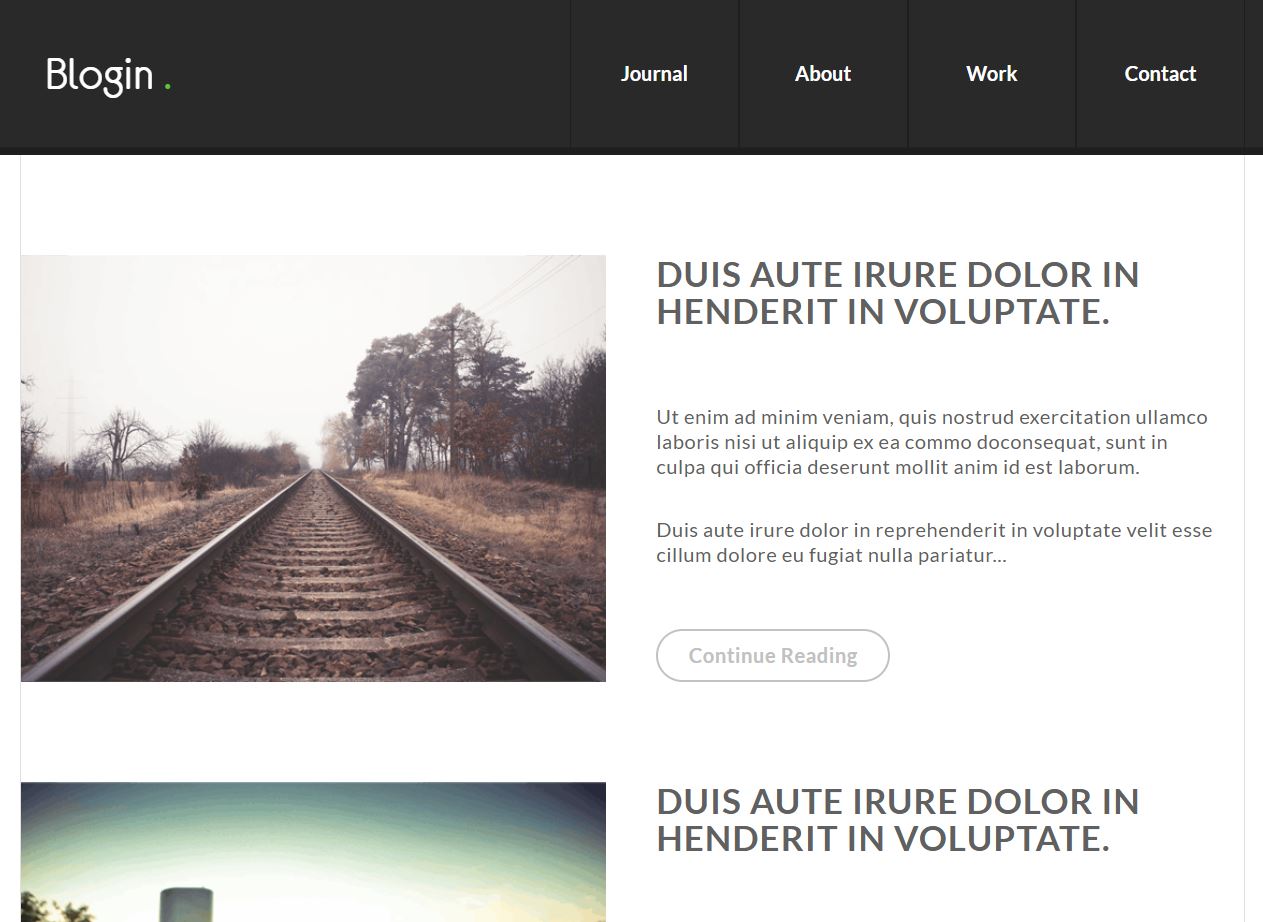 Blogin .
Journal
About
Work
Contact
DUIS AUTE IRURE DOLOR IN
HENDERIT IN VOLUPTATE.
Ut enim ad minim veniam, quis nostrud exercitation ullamco
laboris nisi ut aliquip ex ea commo doconsequat, sunt in
culpa qui officia deserunt mollit anim id est laborum.
Duis aute irure dolor in reprehenderit in voluptate velit esse
cillum dolore eu fugiat nulla pariatur...
Continue Reading
DUIS AUTE IRURE DOLOR IN
HENDERIT IN VOLUPTATE.